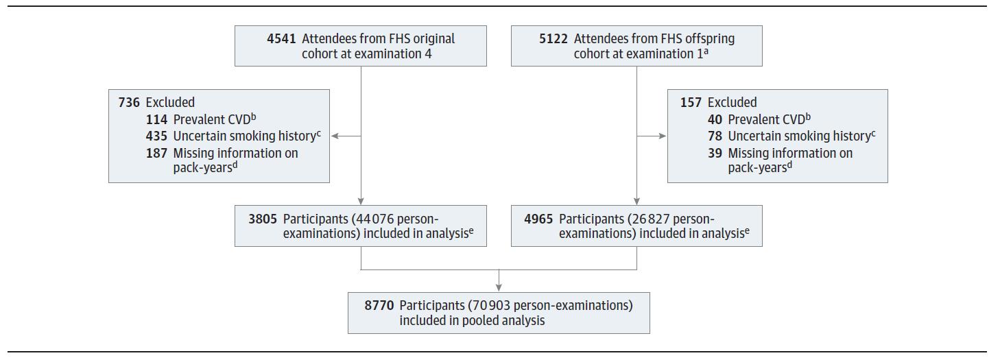 4541 Attendees from FHS original
cohort at examination 4
5122 Attendees from FHS offspring
cohort at examination 1a
736 Excluded
114 Prevalent CVDb
435 Uncertain smoking historyc
187 Missing information on
pack-yearsd
157 Excluded
40 Prevalent CVDb
78 Uncertain smoking historyc
39 Missing information on
pack-yearsd
3805 Participants (44 076 person-
examinations) included in analysise
4965 Participants (26 827 person-
examinations) included in analysise
8770 Participants (70 903 person-examinations)
included in pooled analysis